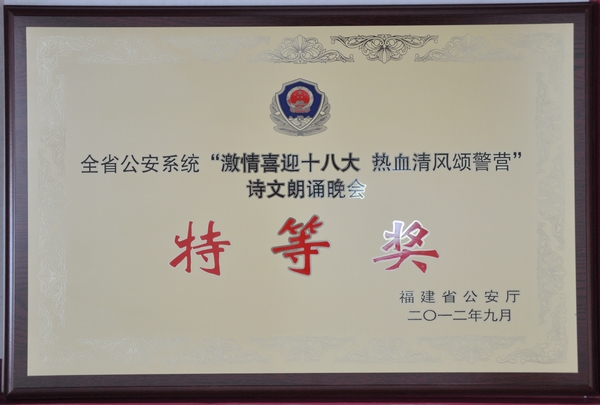 全省公安系统“激情喜迎十八大 热血清风颂警营”
诗文朗诵晚会
特等奖
福建省公安厅
二〇一二年九月